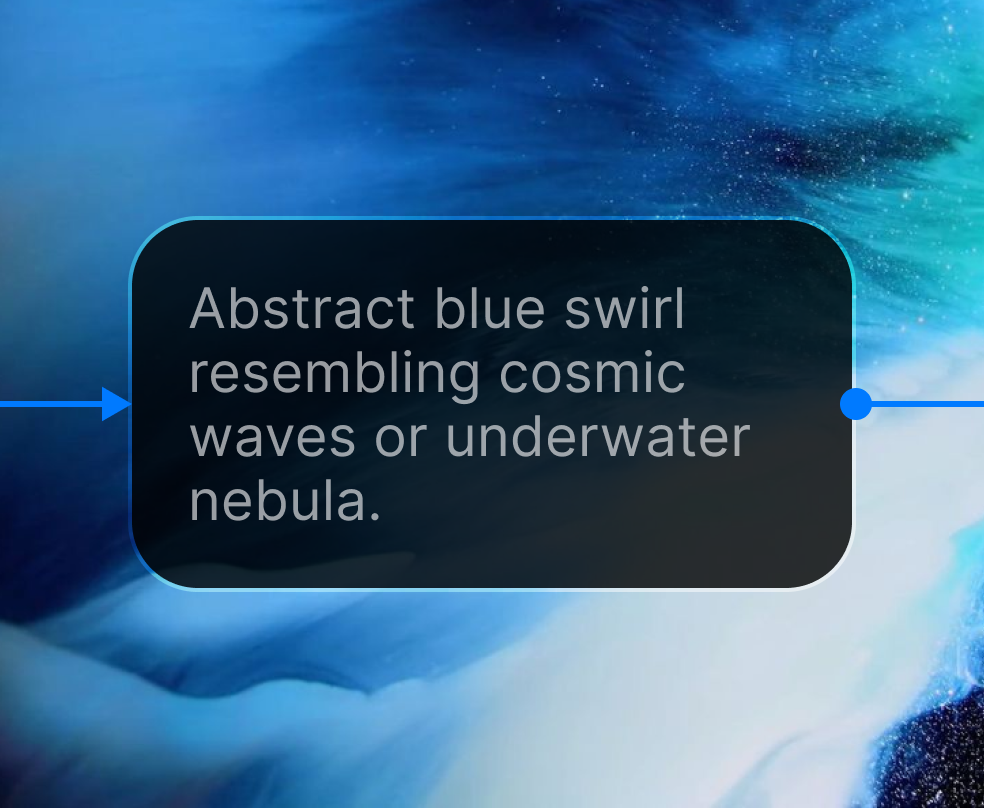 Abstract blue swirl
resembling cosmic
waves or underwater
nebula.